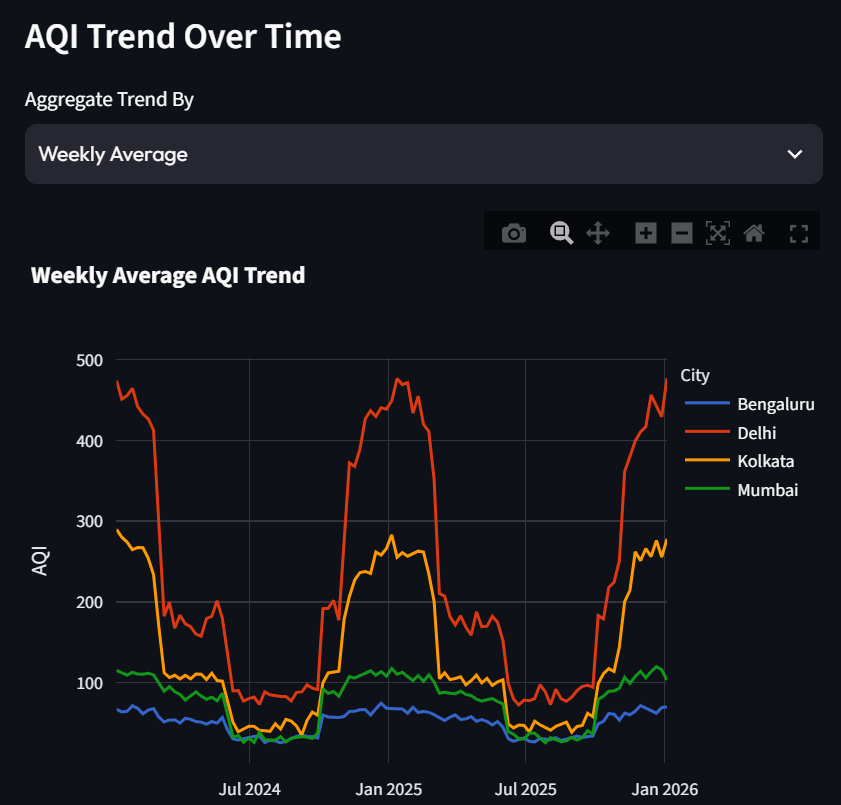 AQI Trend Over Time
Aggregate Trend By
Weekly Average
Weekly Average AQI Trend
500
400
300
200
100
AQI
Jul 2024
Jan 2025
Jul 2025
Jan 2026
City
Bengaluru
Delhi
Kolkata
Mumbai